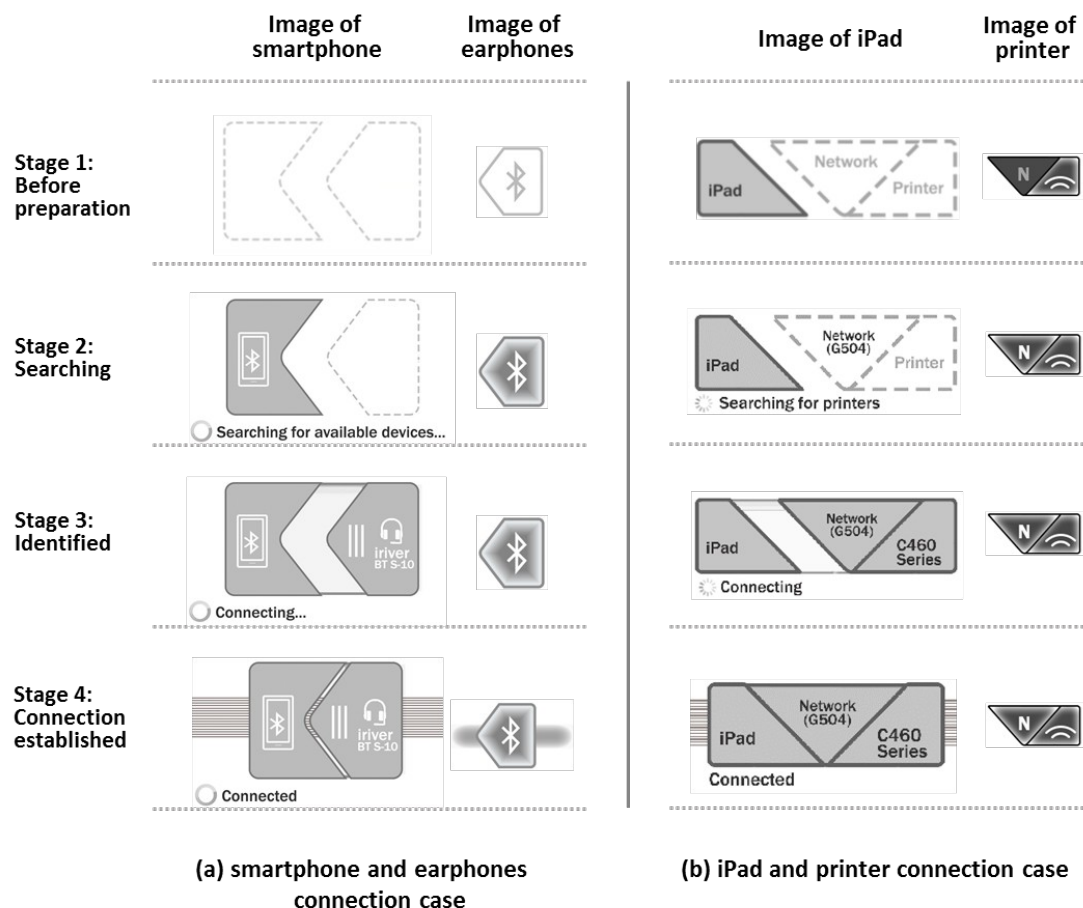 Image of
smartphone
Image of
earphones
Image of iPad
Image of
printer
Stage 1:
Before
preparation
iPad
Network
Printer
N
Stage 2:
Searching
Searching for available devices...
iPad
Network
(G504)
Printer
Searching for printers
N
Stage 3:
Identified
iriver
BT S-10
Connecting...
iPad
Network
(G504)
C460
Series
Connecting
N
Stage 4:
Connection
established
iriver
BT S-10
Connected
iPad
Network
(G504)
C460
Series
Connected
N
(a) smartphone and earphones
connection case
(b) iPad and printer connection case